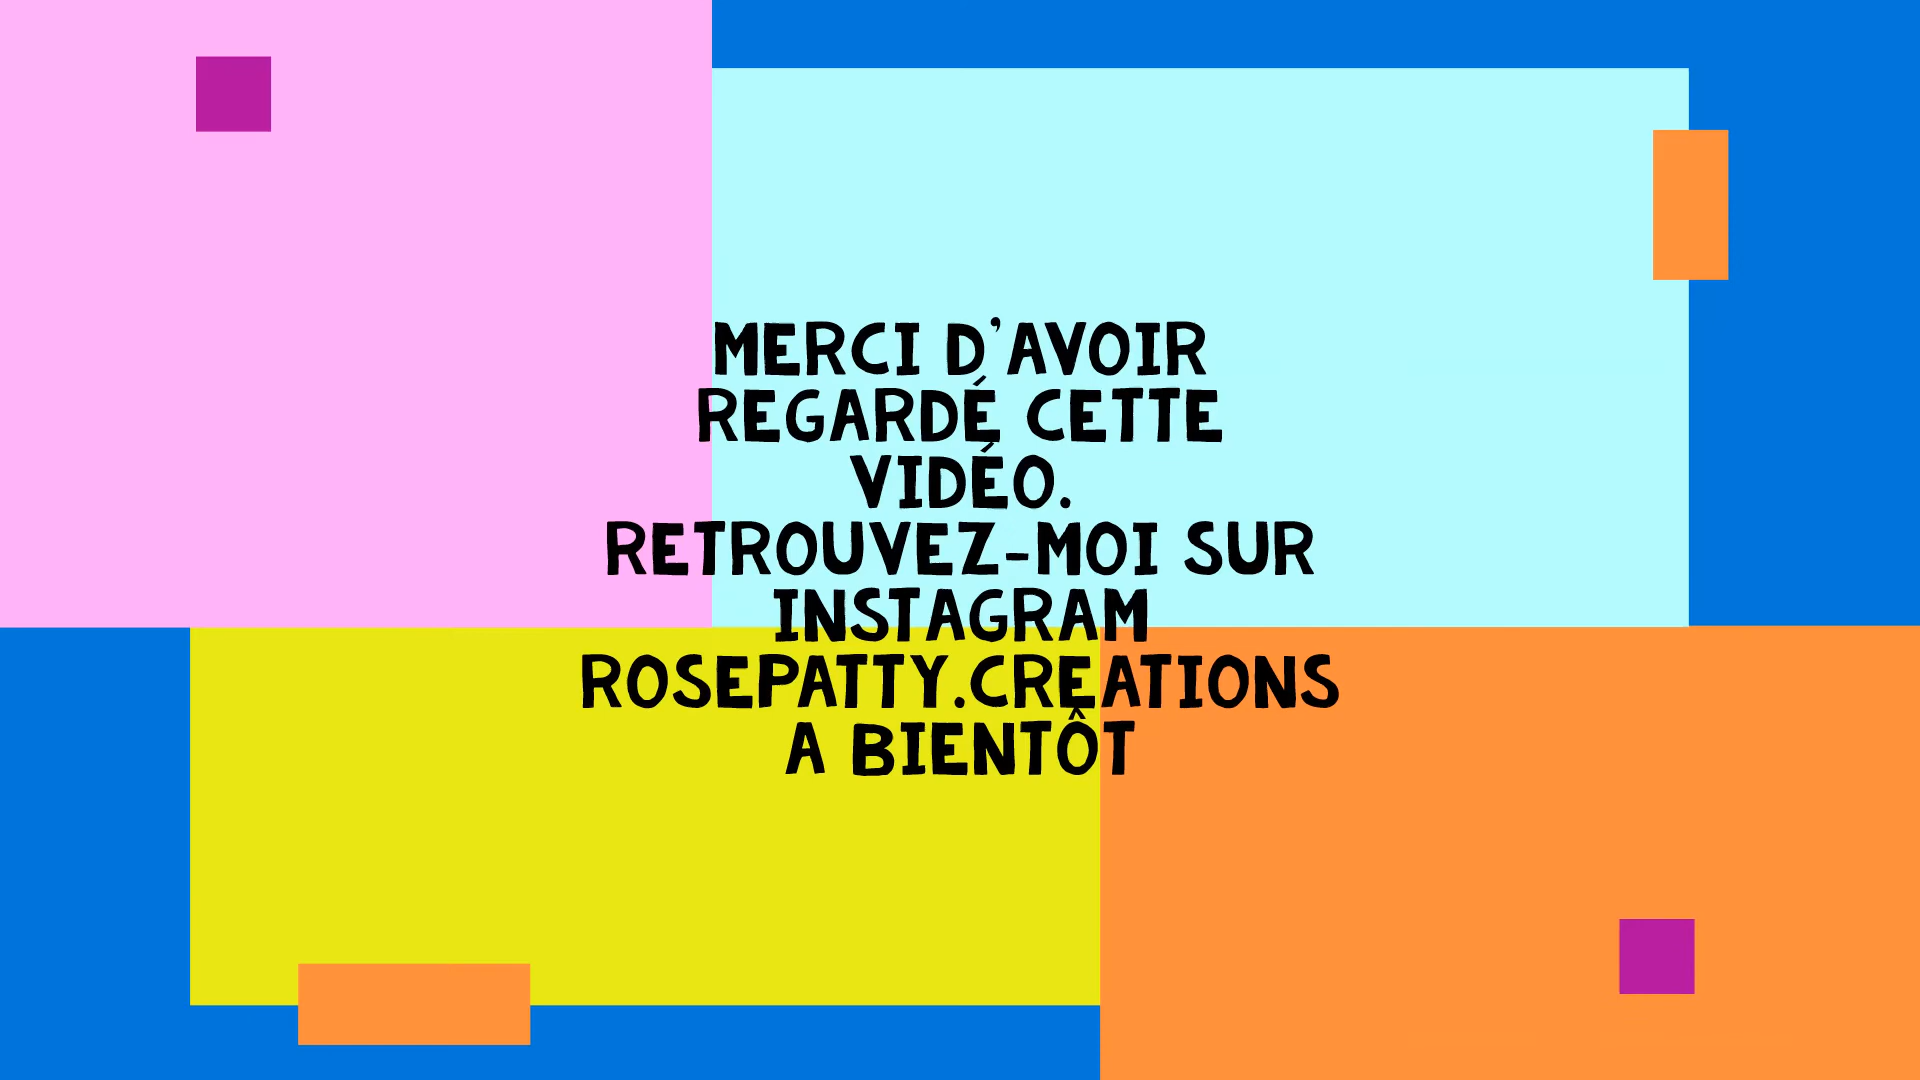 MERCI D'AVOIR
REGARDÉ CETTE
VIDÉO.
RETROUVEZ-MOI SUR
INSTAGRAM
ROSEPATTY.CREATIONS
A BIENTÔT